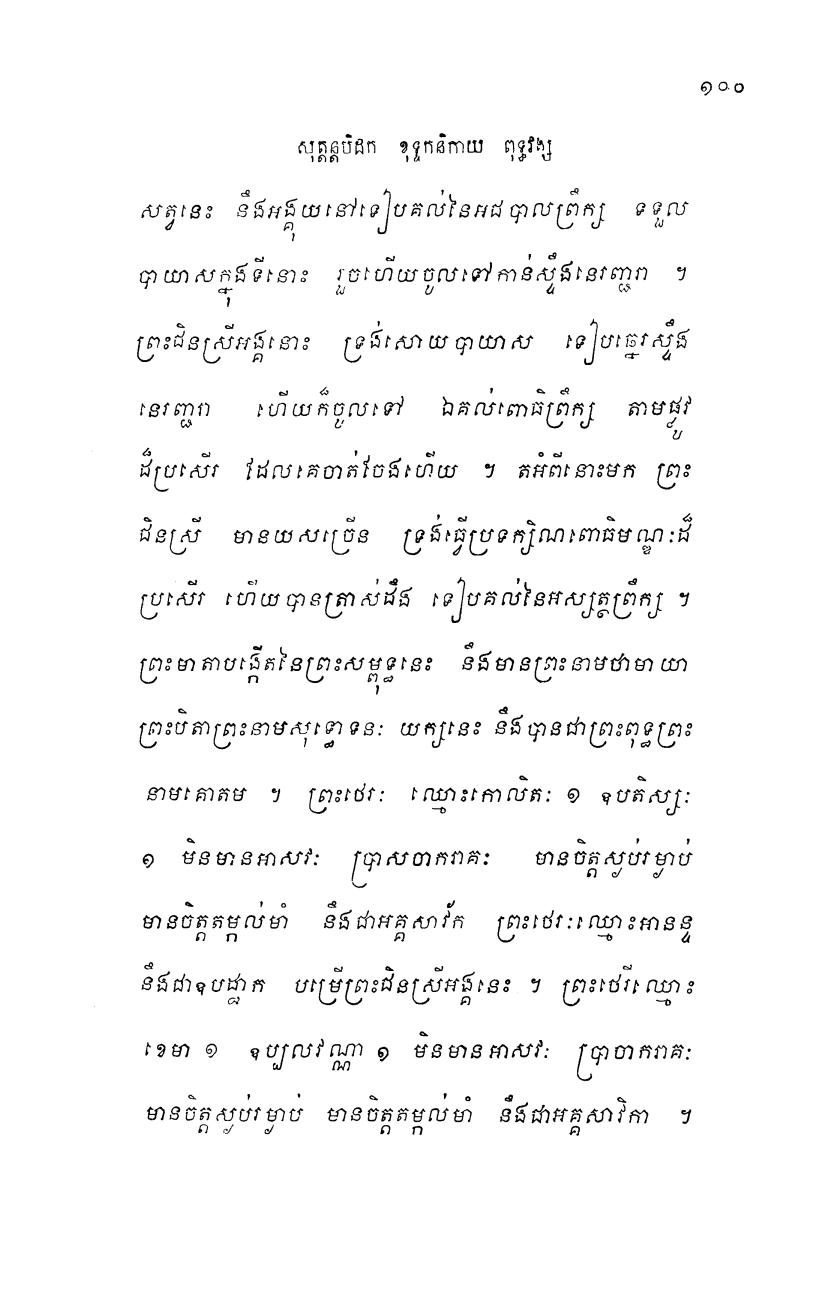 ១០០
សុត្តន្តបិដក ខុទ្ទកនិកាយ ពុទ្ធវង្ស
សត្វនេះ នឹងអង្គុយនៅទៀបគល់នៃអជបាលព្រឹក្ស ទទួល
បាយាសក្នុងទីនោះ រួចហើយចូលទៅកាន់ស្ទឹងនេរញ្ជរា ។
ព្រះជិនស្រីអង្គនោះ ទ្រង់សោយបាយាស ទៀបឆ្នេរស្ទឹង
នេរញ្ជរា ហើយក៏ចូលទៅ ឯគល់ពោធិព្រឹក្ស តាមផ្លូវ
ដ៏ប្រសើរ ដែលគេចាត់ចែងហើយ ។ តអំពីនោះមក ព្រះ
ជិនស្រី មានយសច្រើន ទ្រង់ធ្វើប្រទក្សិណពោធិមណ្ឌៈដ៏
ប្រសើរ ហើយបានត្រាស់ដឹង ទៀបគល់នៃអស្សត្ថព្រឹក្ស ។
ព្រះមាតាបង្កើតនៃព្រះសម្ពុទ្ធនេះ នឹងមានព្រះនាមថាមាយា
ព្រះបិតាព្រះនាមសុទ្ធោទនៈ យក្សនេះ នឹងបានជាព្រះពុទ្ធព្រះ
នាមគោតម ។ ព្រះថេរៈ ឈ្មោះកោលិតៈ ១ ឧបតិស្សៈ
១ មិនមានអាសវៈ ប្រាសចាករាគៈ មានចិត្តស្ងប់រម្ងាប់
មានចិត្តតម្កល់មាំ នឹងជាអគ្គសាវ័ក ព្រះថេរៈឈ្មោះអានន្ទ
នឹងជាឧបដ្ឋាក បម្រើព្រះជិនស្រីអង្គនេះ ។ ព្រះថេរីឈ្មោះ
ខេមា ១ ឧប្បលវណ្ណា ១ មិនមានអាសវៈ ប្រាចាករាគៈ
មានចិត្តស្ងប់រម្ងាប់ មានចិត្តតម្កល់មាំ នឹងជាអគ្គសាវិកា ។